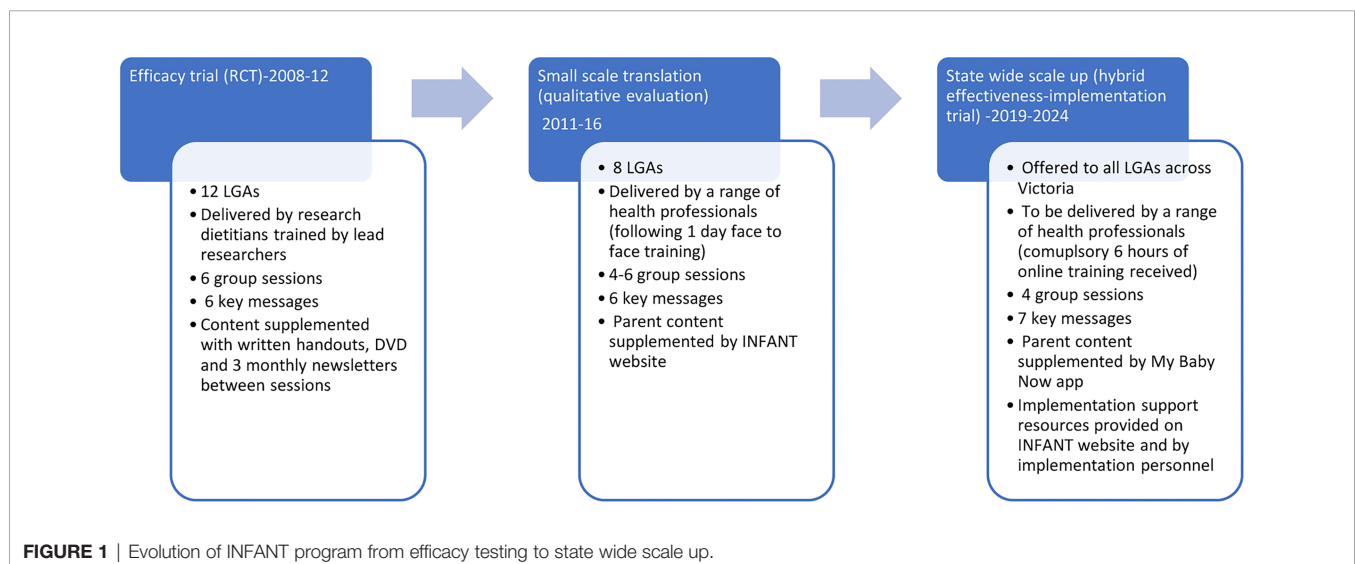 Efficacy trial (RCT)-2008-12
• 12 LGAs
• Delivered by research
dietitians trained by lead
researchers
• 6 group sessions
• 6 key messages
• Content supplemented
with written handouts, DVD
and 3 monthly newsletters
between sessions
Small scale translation
(qualitative evaluation)
2011-16
• 8 LGAs
• Delivered by a range of
health professionals
(following 1 day face to
face training)
• 4-6 group sessions
• 6 key messages
• Parent content
supplemented by INFANT
website
State wide scale up (hybrid
effectiveness-implementation
trial) -2019-2024
• Offered to all LGAs across
Victoria
• To be delivered by a range
of health professionals
(comuplsory 6 hours of
online training received)
• 4 group sessions
• 7 key messages
• Parent content
supplemented by My Baby
Now app
• Implementation support
resources provided on
INFANT website and by
implementation personnel
FIGURE 1 | Evolution of INFANT program from efficacy testing to state wide scale up.